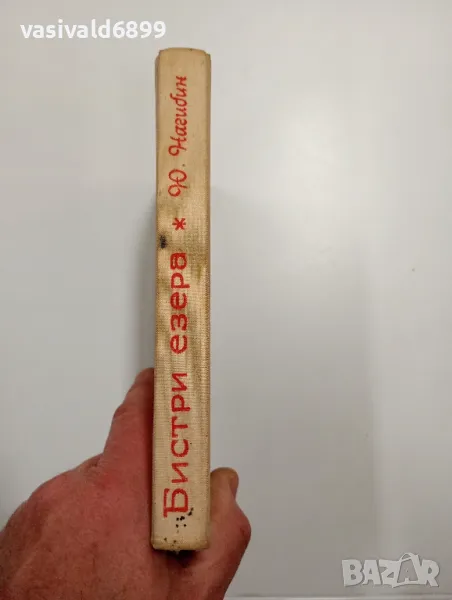 vasivald6899
Бистри езера * Ю. Нагибин
BAZAR